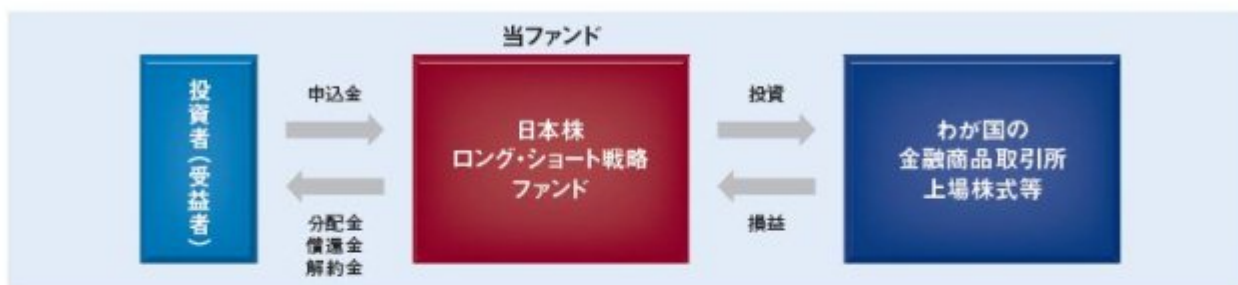 当ファンド
投資者(受益者)
申込金
分配金
償還金
解約金
日本株
ロング・ショート戦略
ファンド
投資
損益
わが国の
金融商品取引所
上場株式等